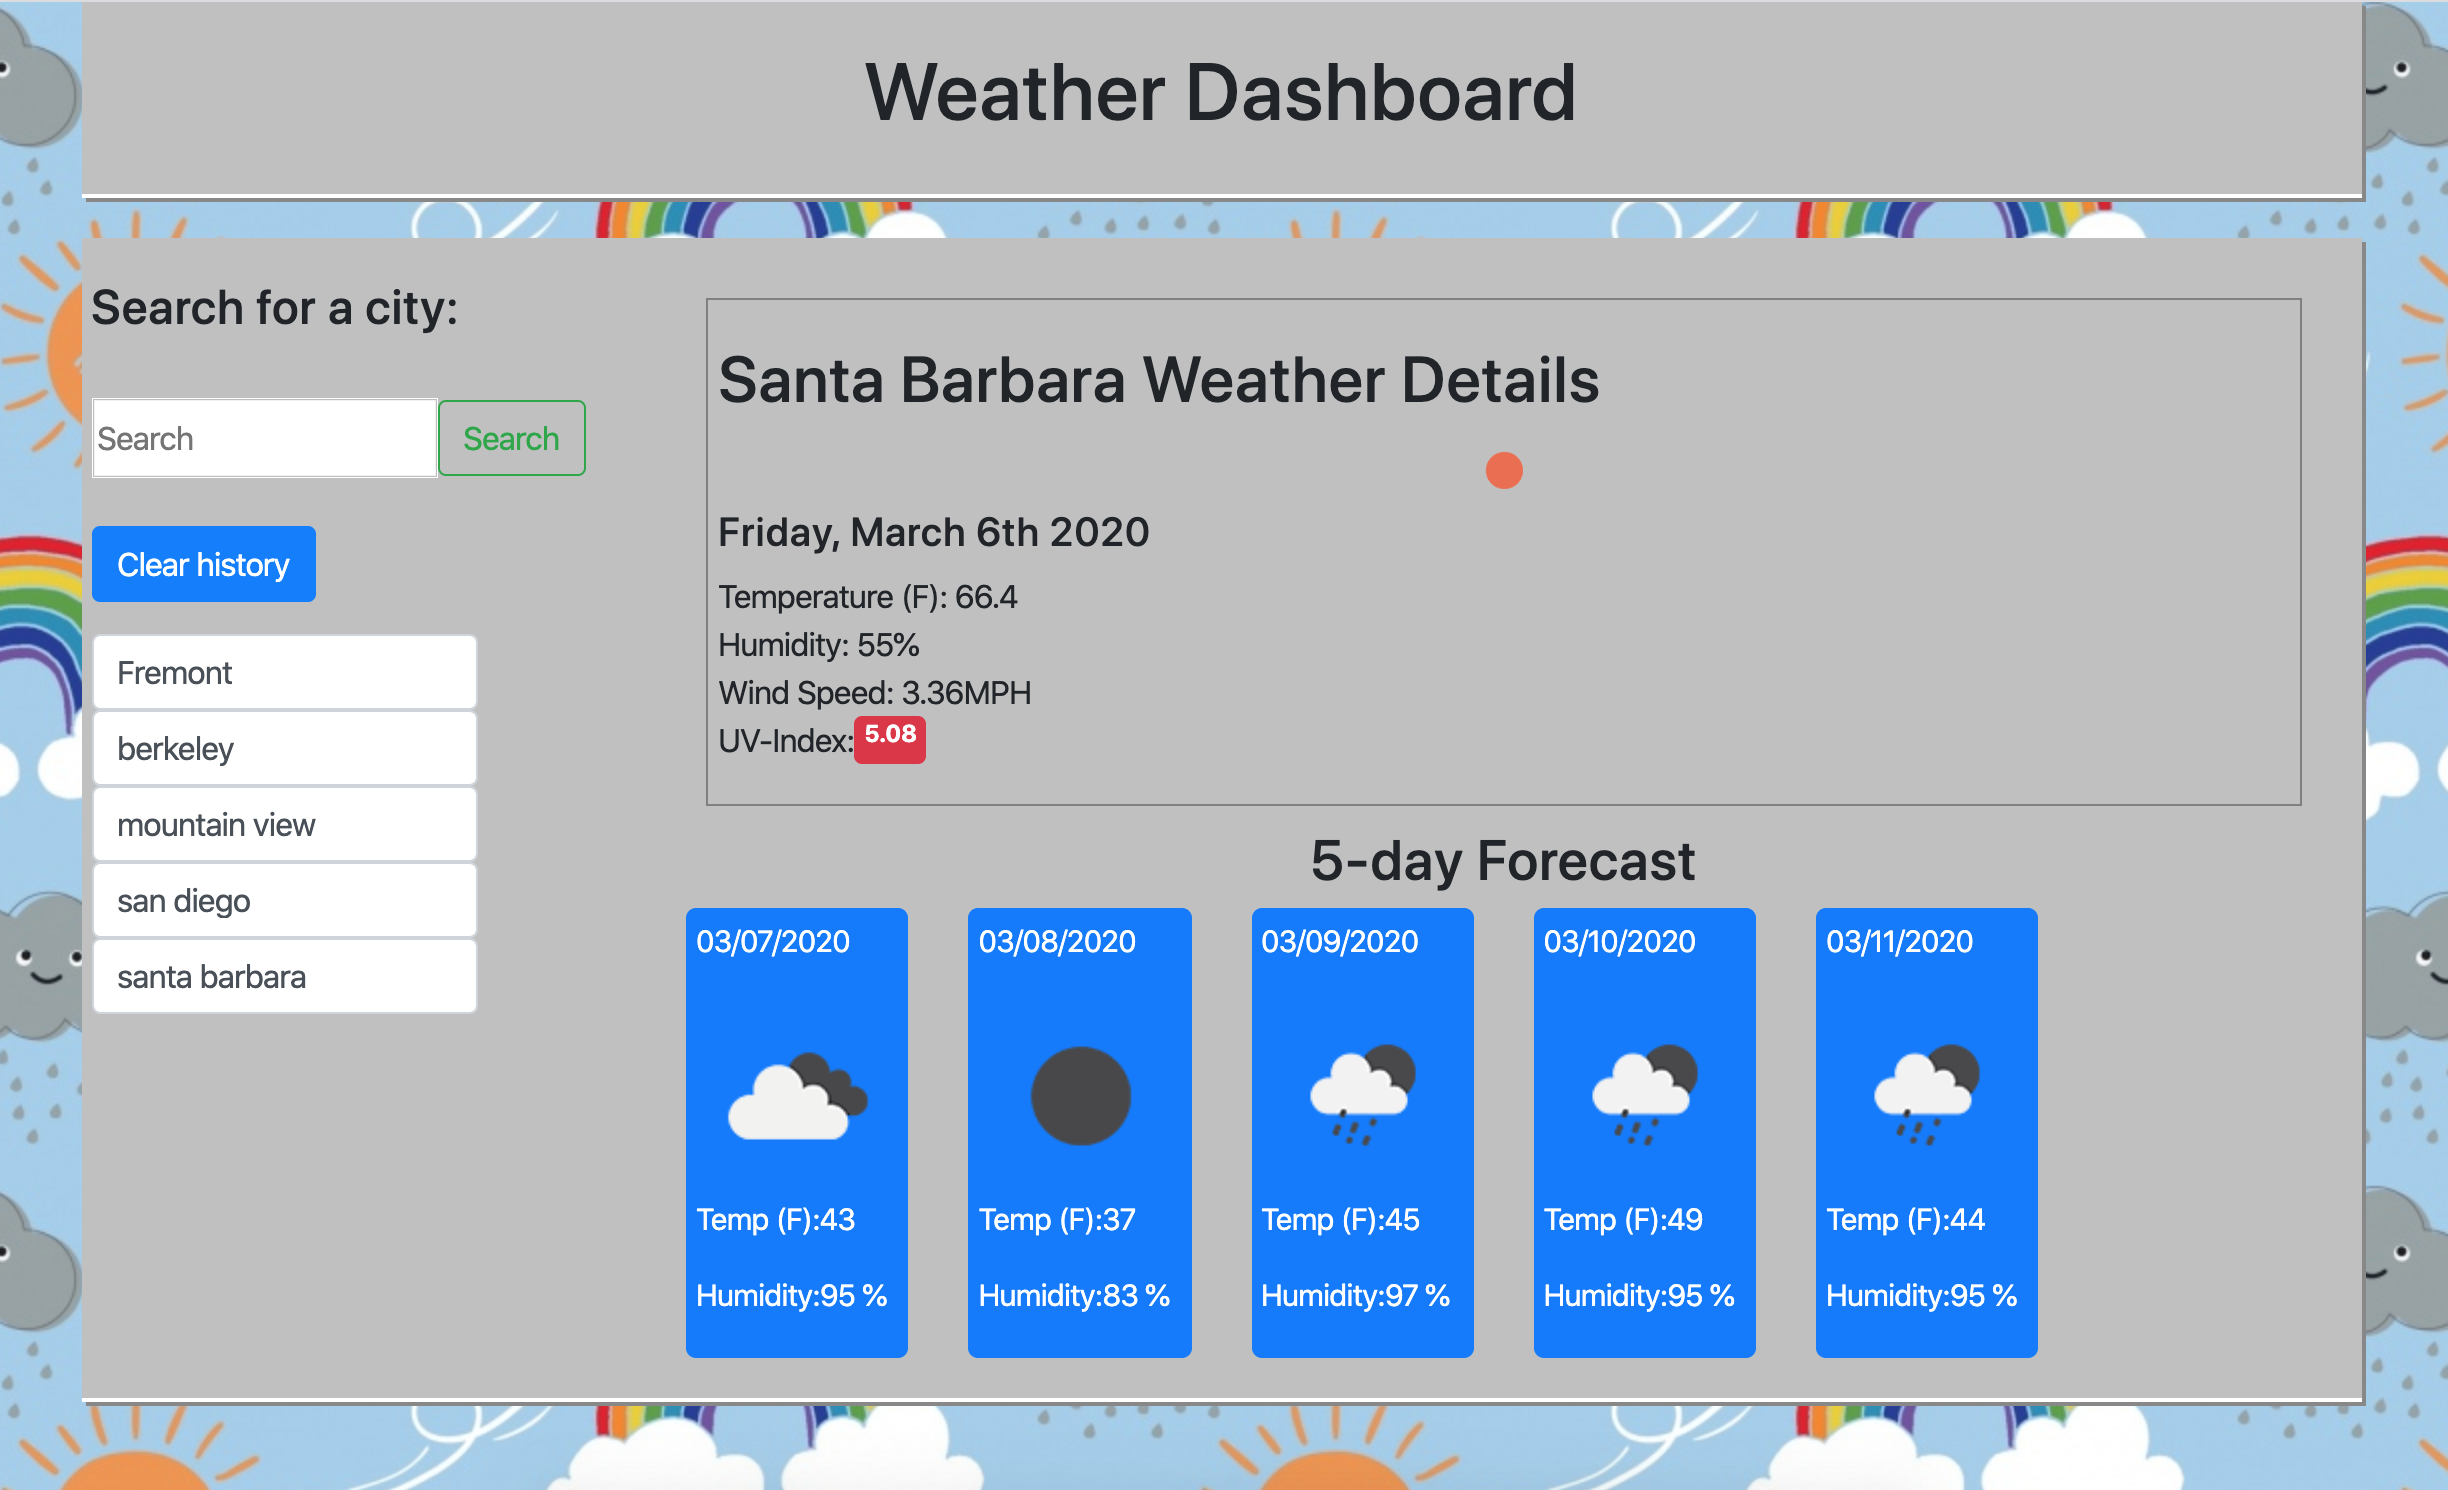 Weather Dashboard
Search for a city:
Search
Search
Clear history
Fremont
berkeley
mountain view
san diego
santa barbara
Santa Barbara Weather Details
Friday, March 6th 2020
Temperature (F): 66.4
Humidity: 55%
Wind Speed: 3.36MPH
UV-Index: 5.08
5-day Forecast
03/07/2020
Temp (F):43
Humidity:95 %
03/08/2020
Temp (F):37
Humidity:83 %
03/09/2020
Temp (F):45
Humidity:97 %
03/10/2020
Temp (F):49
Humidity:95 %
03/11/2020
Temp (F):44
Humidity:95 %